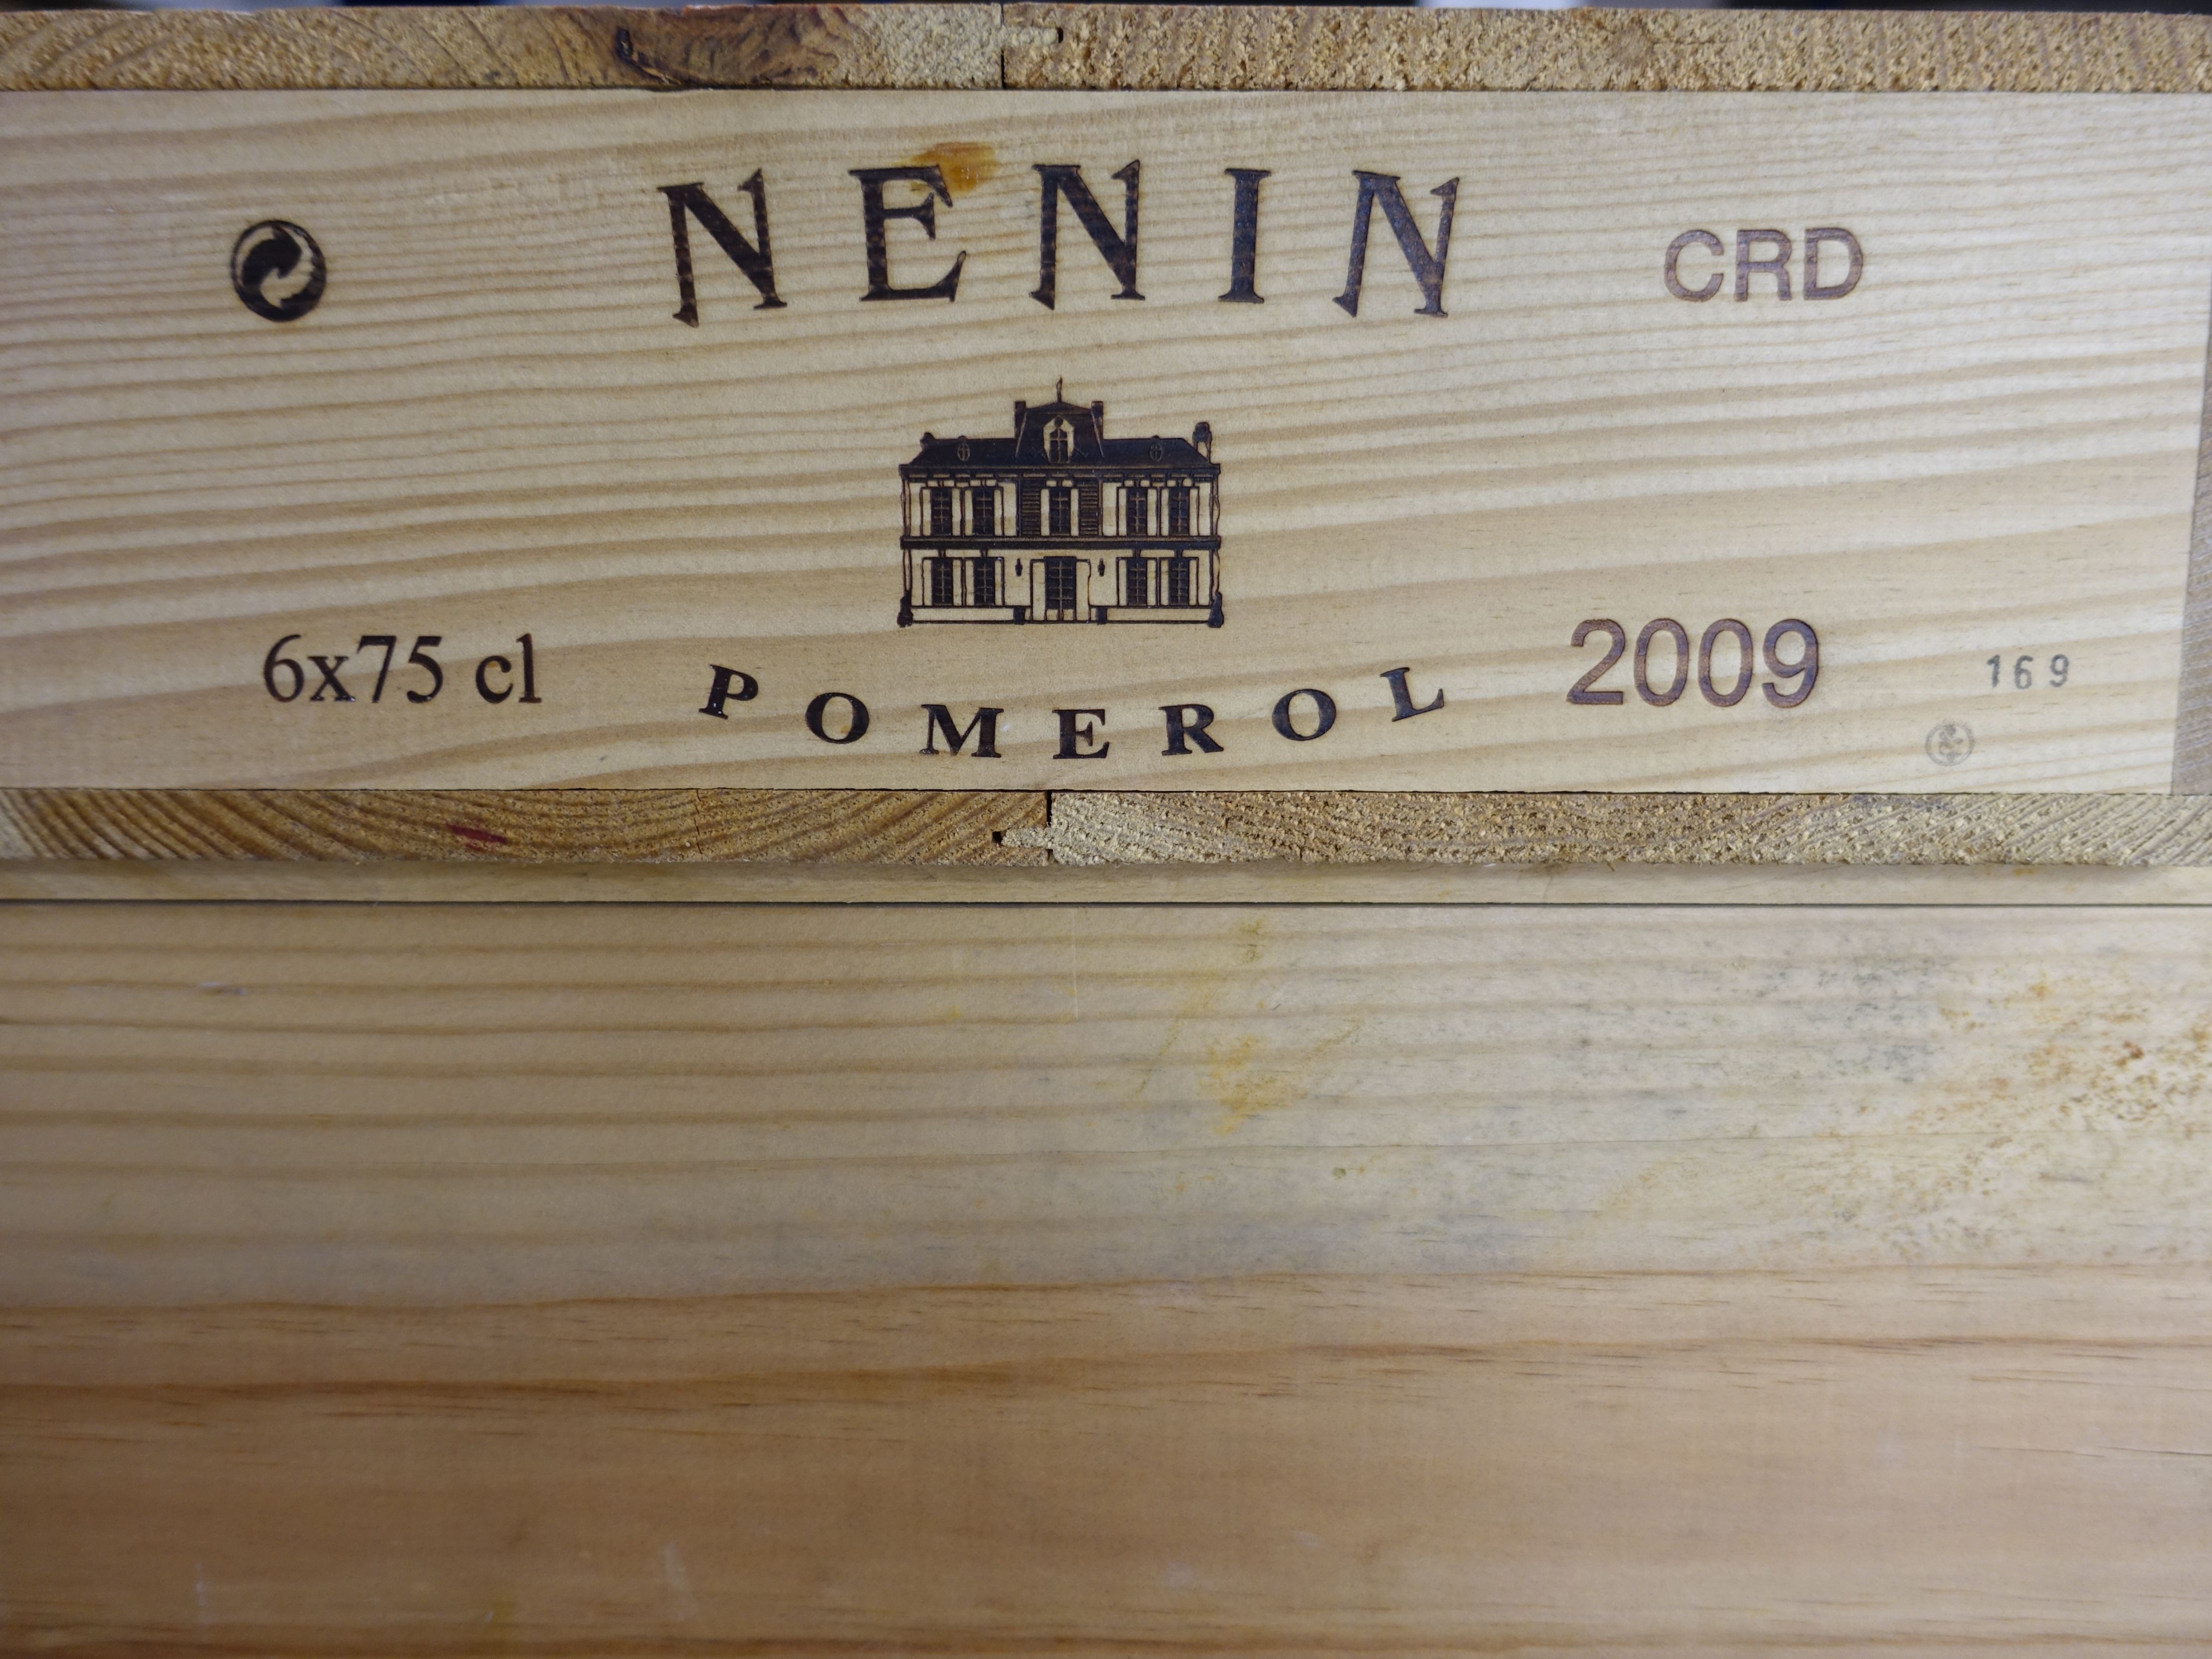 NENIN
CRD
6x75 cl
POMEROL
2009
169